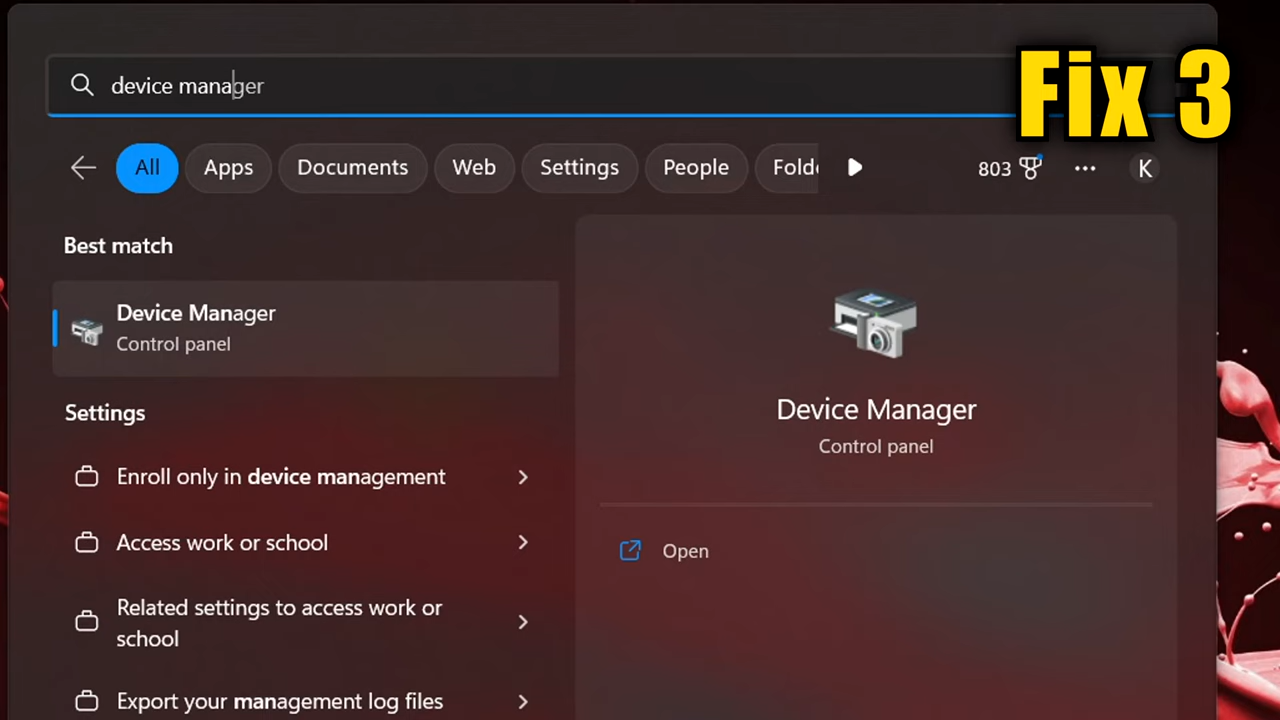 Fix 3
device manager
All Apps Documents Web Settings People Folde 803 K
Best match
Device Manager
Control panel
Settings
Enroll only in device management
Access work or school
Related settings to access work or
school
Export your management log files
Device Manager
Control panel
Open